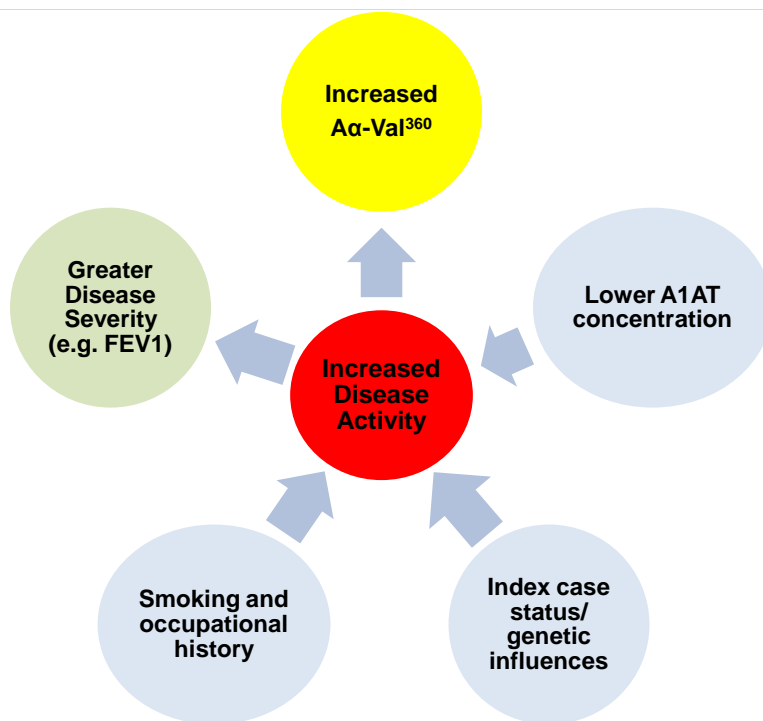 Increased
Aα-Val³⁶⁰
Greater
Disease
Severity
(e.g. FEV1)
Lower A1AT
concentration
Increased
Disease
Activity
Smoking and
occupational
history
Index case
status/
genetic
influences